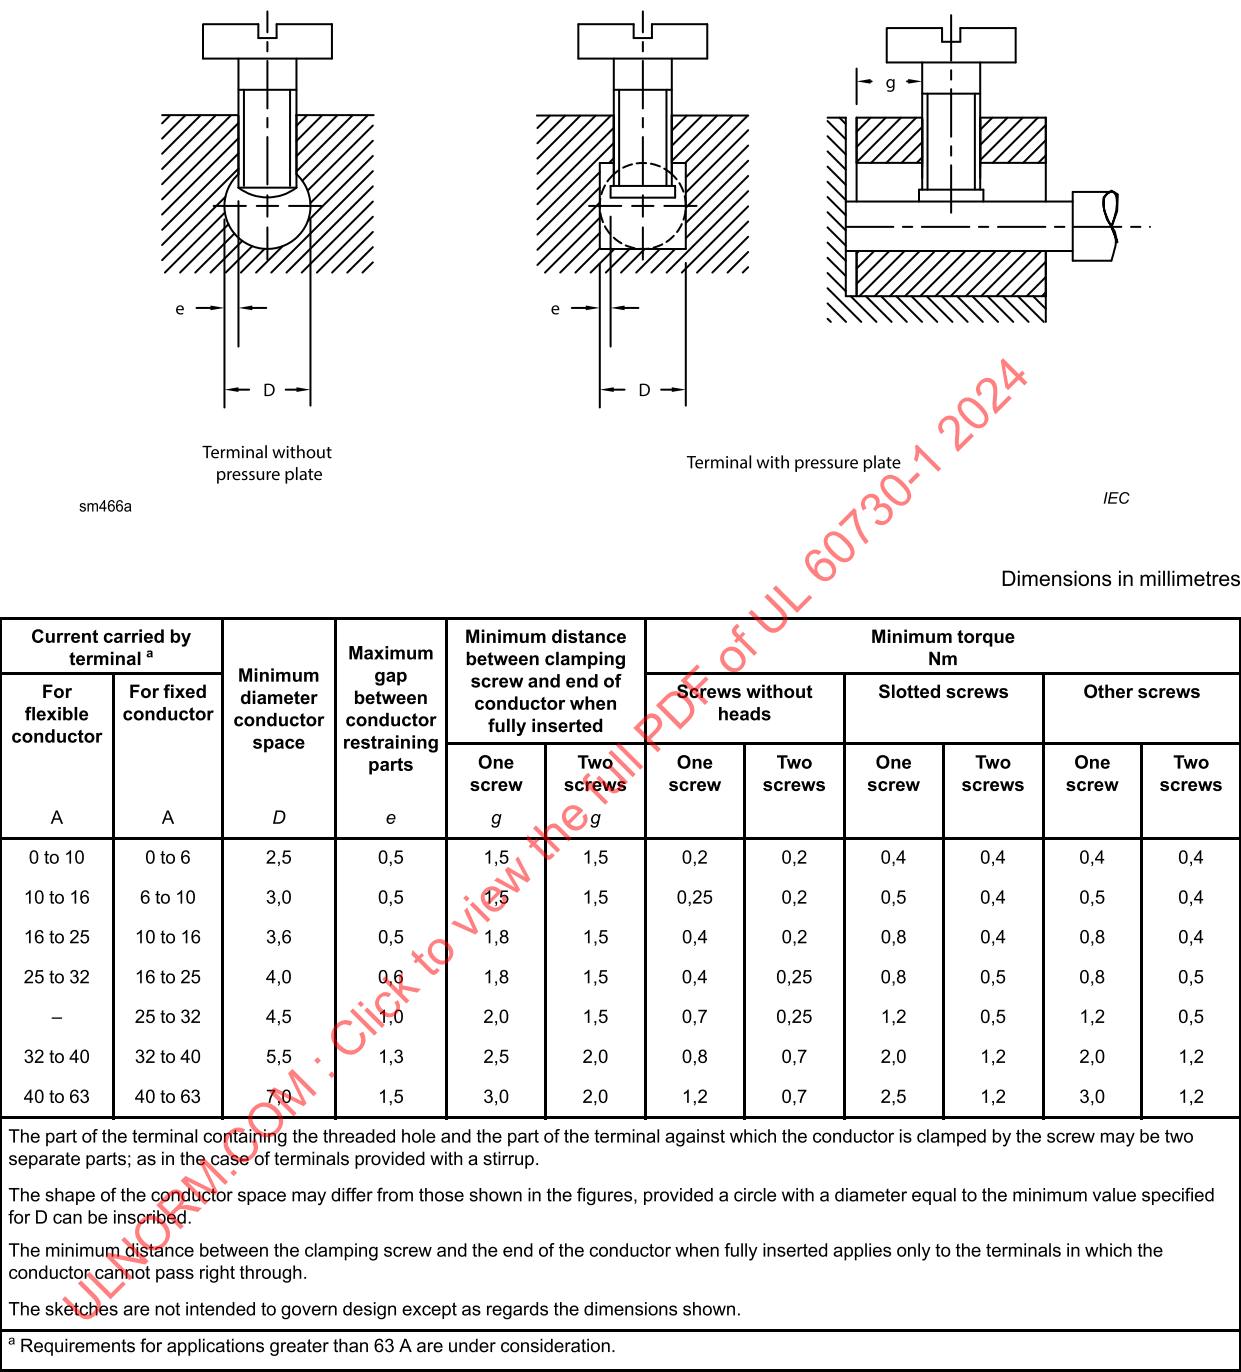 g
e
D
e
D
Terminal without
pressure plate
Terminal with pressure plate
sm466a
IEC
Dimensions in millimetres
Current carried by
terminal a
For
flexible
conductor
A
For fixed
conductor
A
Minimum
diameter
conductor
space
D
Maximum
gap
between
conductor
restraining
parts
e
Minimum distance
between clamping
screw and end of
conductor when
fully inserted
One
screw
g
Two
screws
g
Minimum torque
Nm
Screws without
heads
Slotted screws
Other screws
One
screw
Two
screws
One
screw
Two
screws
One
screw
Two
screws
0 to 10 0 to 6 2,5 0,5 1,5 1,5 0,2 0,2 0,4 0,4 0,4 0,4
10 to 16 6 to 10 3,0 0,5 1,5 1,5 0,25 0,2 0,5 0,4 0,5 0,4
16 to 25 10 to 16 3,6 0,5 1,8 1,5 0,4 0,2 0,8 0,4 0,8 0,4
25 to 32 16 to 25 4,0 0,6 1,8 1,5 0,4 0,25 0,8 0,5 0,8 0,5
– 25 to 32 4,5 1,0 2,0 1,5 0,7 0,25 1,2 0,5 1,2 0,5
32 to 40 32 to 40 5,5 1,3 2,5 2,0 0,8 0,7 2,0 1,2 2,0 1,2
40 to 63 40 to 63 7,0 1,5 3,0 2,0 1,2 0,7 2,5 1,2 3,0 1,2
The part of the terminal containing the threaded hole and the part of the terminal against which the conductor is clamped by the screw may be two
separate parts; as in the case of terminals provided with a stirrup.
The shape of the conductor space may differ from those shown in the figures, provided a circle with a diameter equal to the minimum value specified
for D can be inscribed.
The minimum distance between the clamping screw and the end of the conductor when fully inserted applies only to the terminals in which the
conductor cannot pass right through.
The sketches are not intended to govern design except as regards the dimensions shown.
a Requirements for applications greater than 63 A are under consideration.
ULNORM.COM : Click to view the full PDF of UL 60730-1 2024